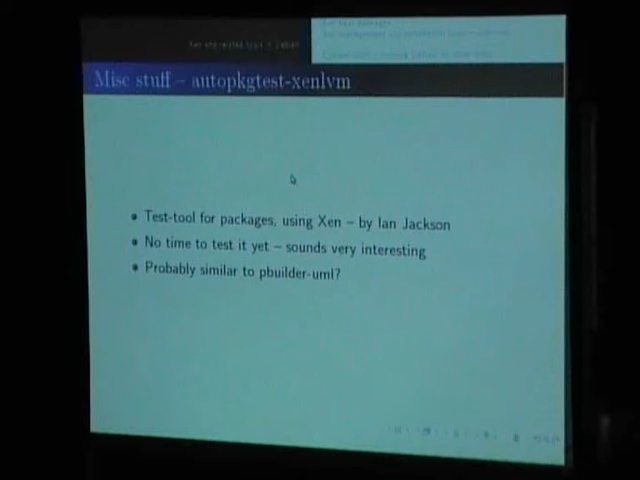 Misc stuff – autopkgtest-xenlvm
• Test-tool for packages, using Xen – by Ian Jackson
• No time to test it yet – sounds very interesting
• Probably similar to pbuilder-uml?